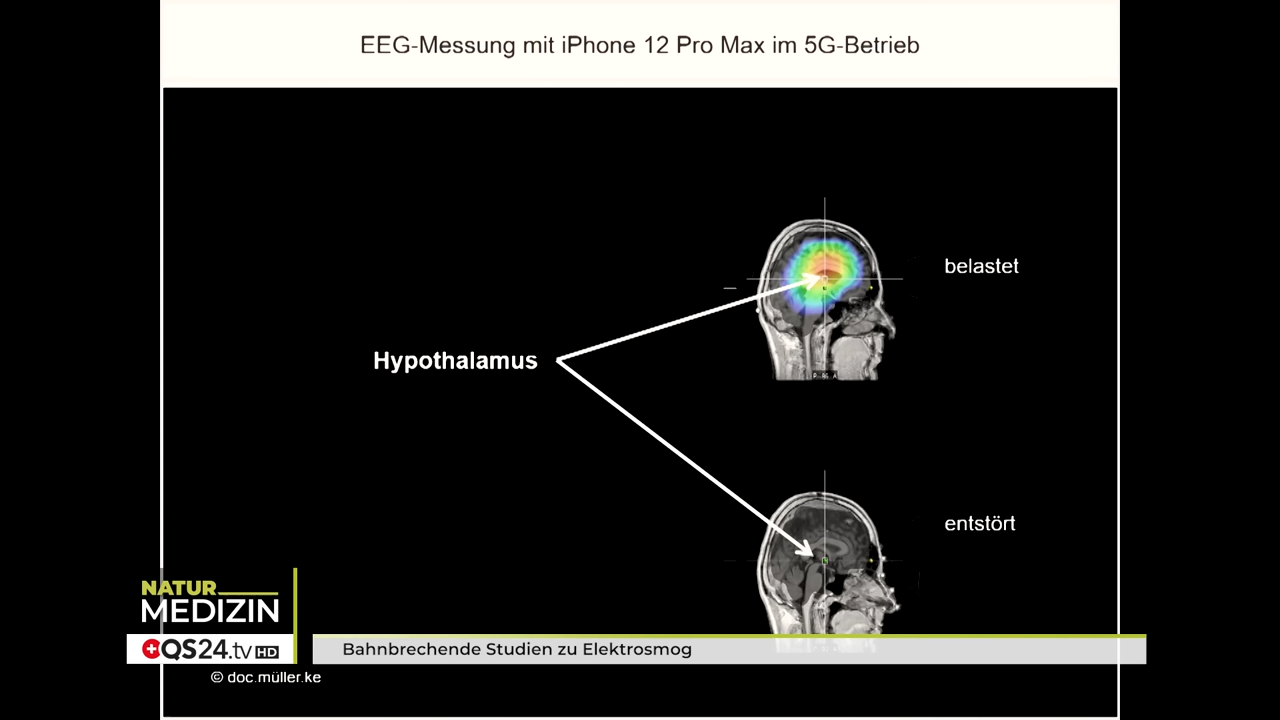 EEG-Messung mit iPhone 12 Pro Max im 5G-Betrieb
belastet
Hypothalamus
entstört
NATUR
MEDIZIN
QS24.tv HD
Bahnbrechende Studien zu Elektrosmog
© doc.müller.ke